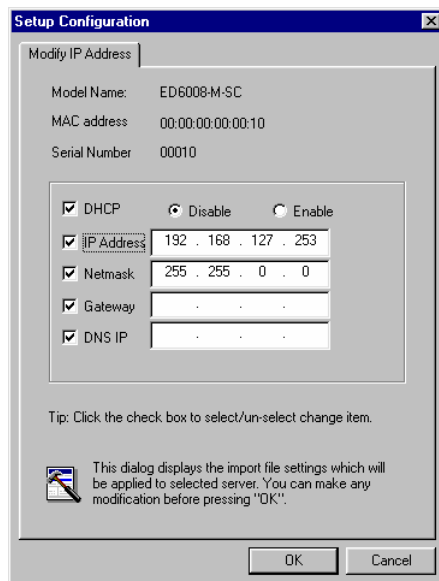 Setup Configuration
Modify IP Address
Model Name: ED6008-M-SC
MAC address 00:00:00:00:00:10
Serial Number 00010
DHCP Disable Enable
IP Address 192 . 168 . 127 . 253
Netmask 255 . 255 . 0 . 0
Gateway . . .
DNS IP . . .
Tip: Click the check box to select/un-select change item.
This dialog displays the import file settings which will
be applied to selected server. You can make any
modification before pressing "OK".
OK Cancel